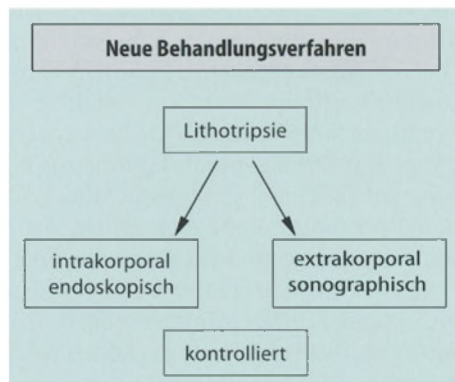 Neue Behandlungsverfahren
Lithotripsie
intrakorporal
endoskopisch
extrakorporal
sonographisch
kontrolliert